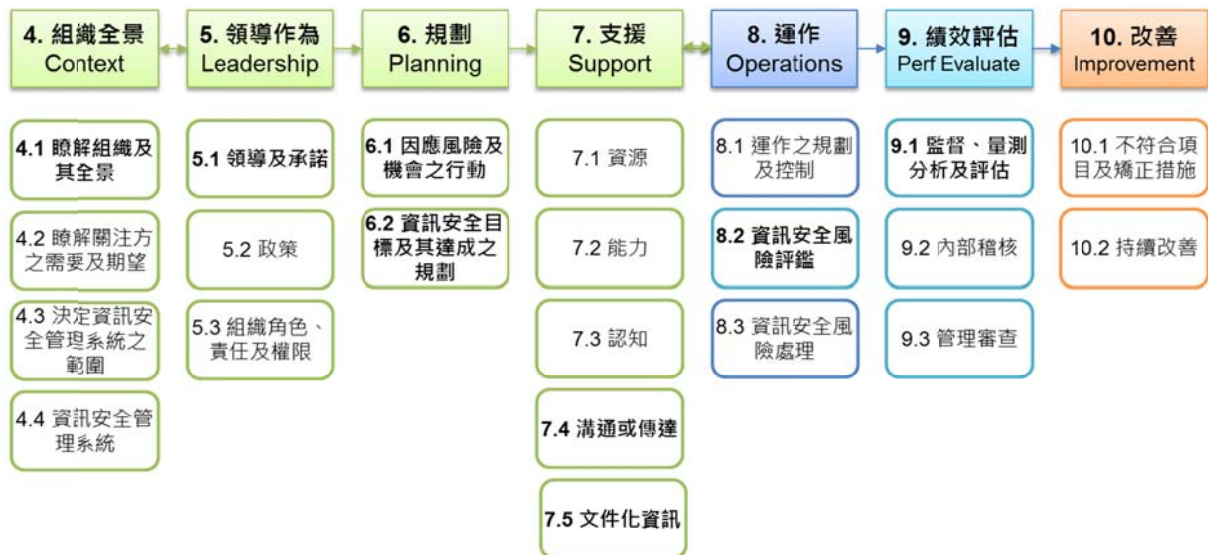 4. 組織全景
Context
5. 領導作為
Leadership
6. 規劃
Planning
7. 支援
Support
8. 運作
Operations
9. 績效評估
Perf Evaluate
10. 改善
Improvement
4.1 瞭解組織及
其全景
4.2 瞭解關注方
之需要及期望
4.3 決定資訊安
全管理系統之
範圍
4.4 資訊安全管
理系統
5.1 領導及承諾
5.2 政策
5.3 組織角色、
責任及權限
6.1 因應風險及
機會之行動
6.2 資訊安全目
標及其達成之
規劃
7.1 資源
7.2 能力
7.3 認知
7.4 溝通或傳達
7.5 文件化資訊
8.1 運作之規劃
及控制
8.2 資訊安全風
險評鑑
8.3 資訊安全風
險處理
9.1 監督、量測
分析及評估
9.2 內部稽核
9.3 管理審查
10.1 不符合項
目及矯正措施
10.2 持續改善